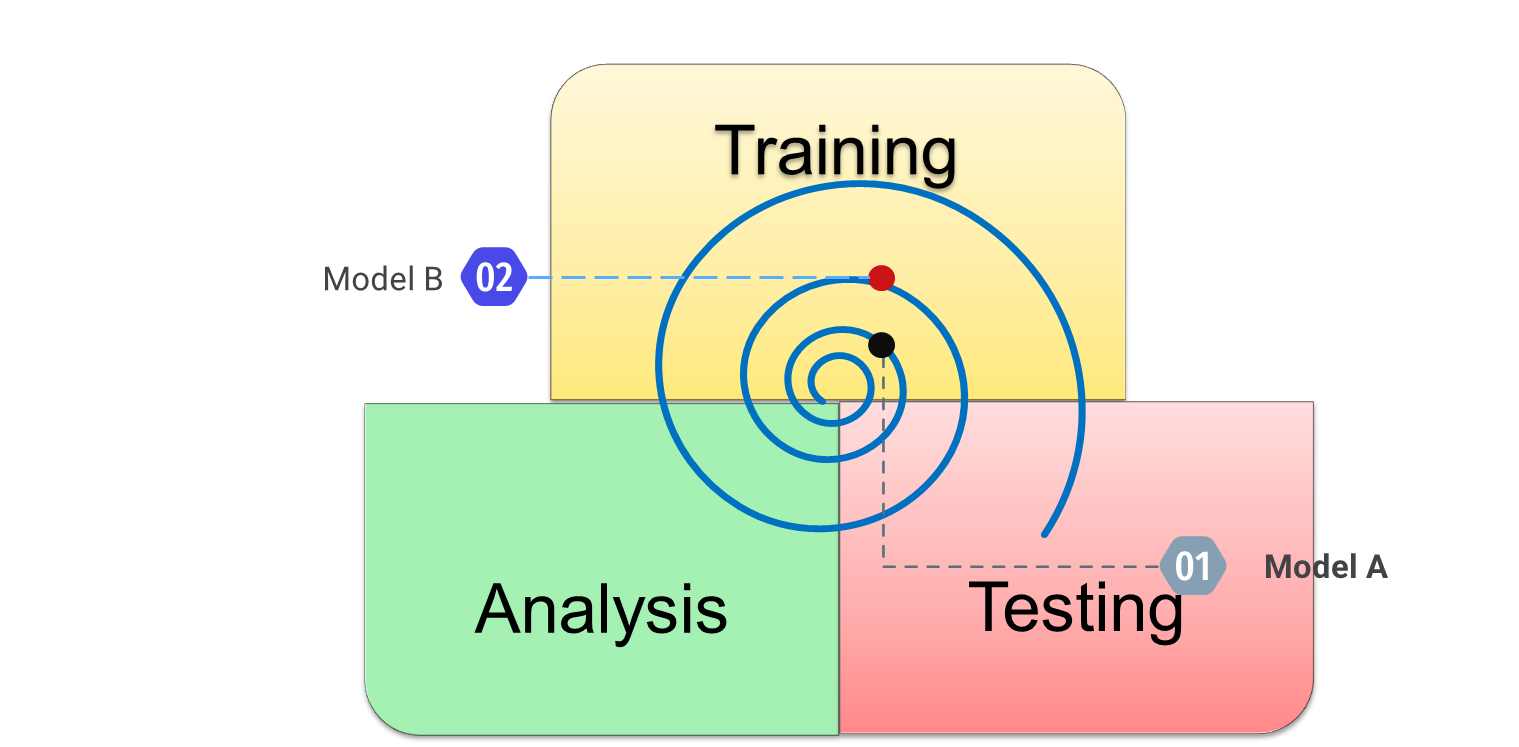 Training
Model B
02
01
Model A
Analysis
Testing